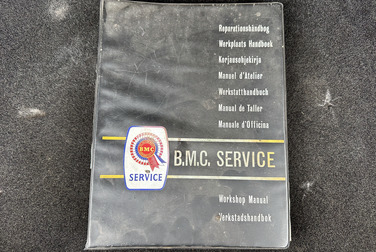 Reparationshåndbog
Werkplaats Handboek
Korjausohjekirja
Manuel d'Atelier
Werkstatthandbuch
Manual de Taller
Manuale d'Officina
B.M.C. SERVICE
BMC
SERVICE
Workshop Manual
Verkstadshandbok